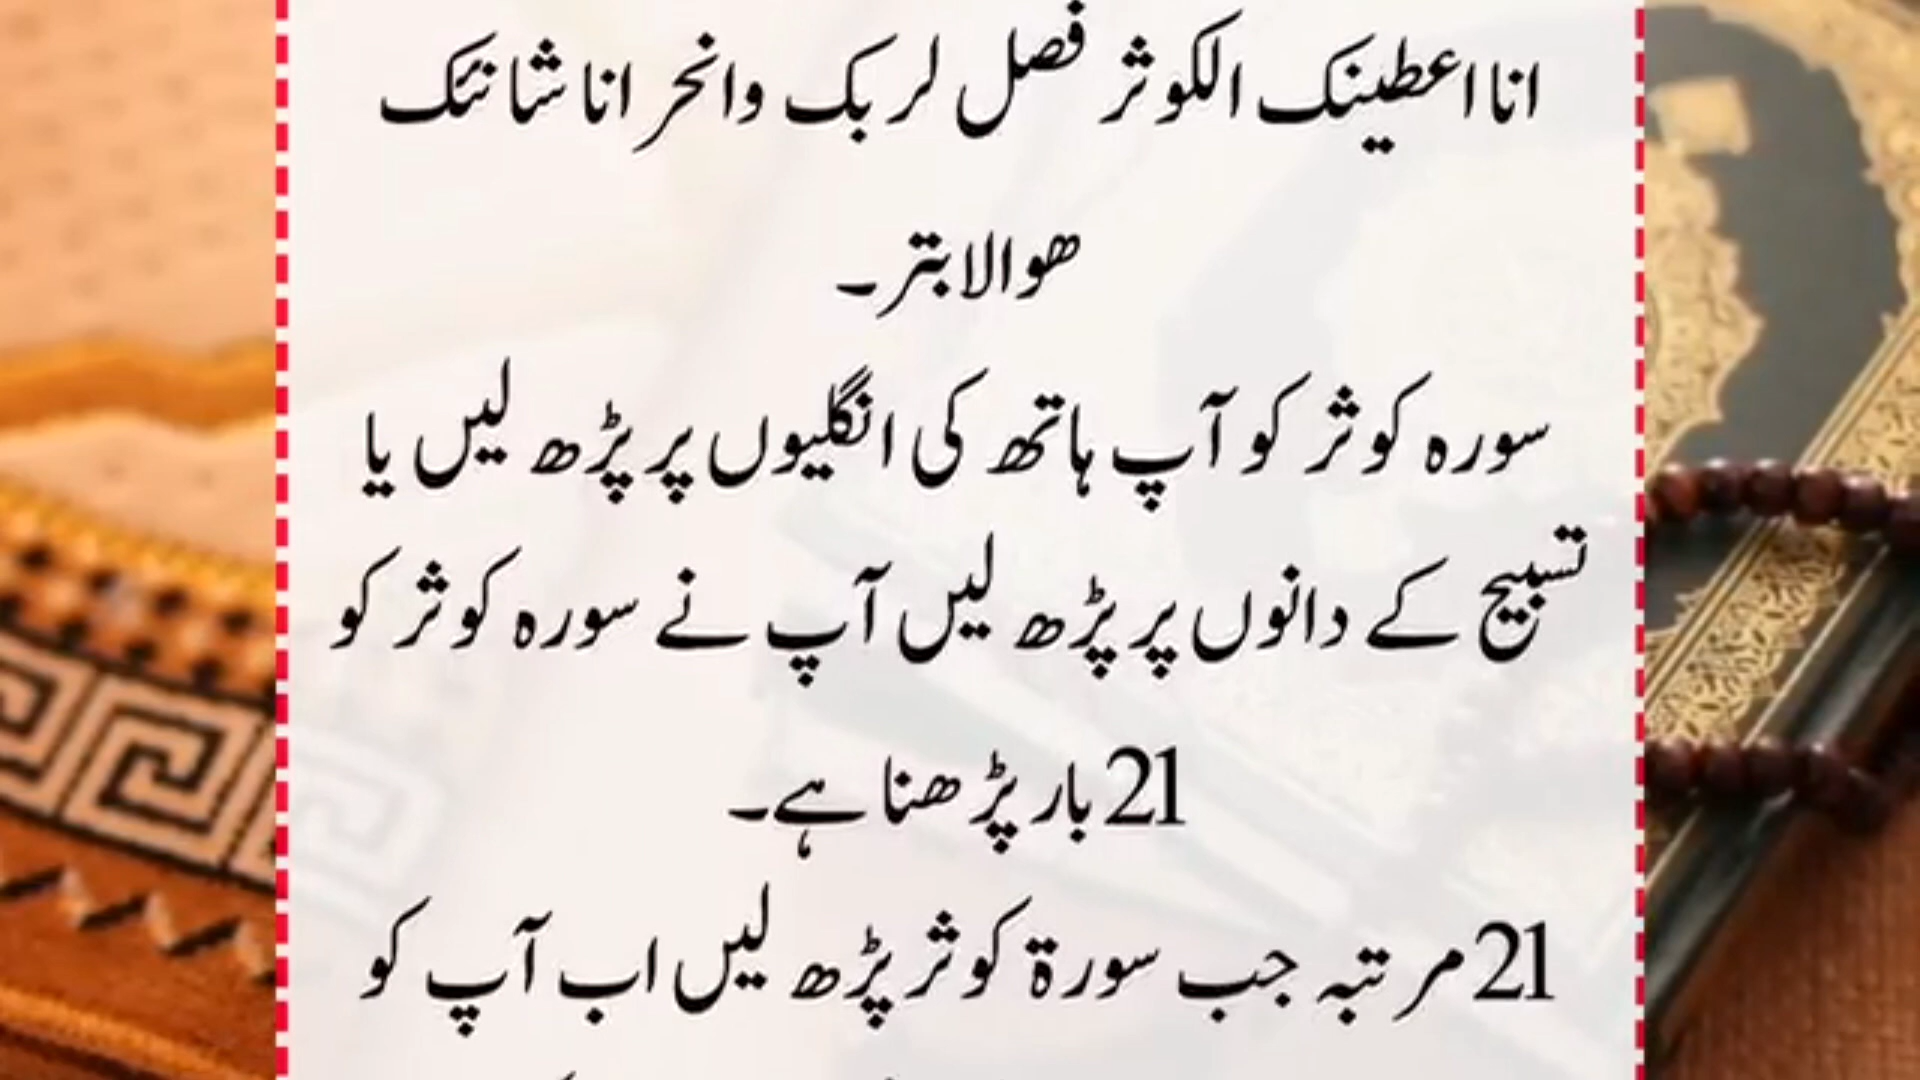 انا اعطینک الکوثر فصل لربک وانحر انا شانئک
ھوالابتر۔
سورہ کوثر کو آپ ہاتھ کی انگلیوں پر پڑھ لیں یا
تسبیح کے دانوں پر پڑھ لیں آپ نے سورہ کوثر کو
21 بار پڑھنا ہے۔
21 مرتبہ جب سورۃ کوثر پڑھ لیں اب آپ کو